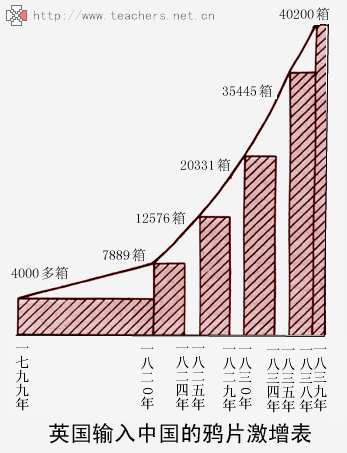 http://www.teachers.net.cn
40200箱
35445箱
20331箱
12576箱
7889箱
4000多箱
一七九九年
一八二0年
一八二四年
一八二五年
一八二九年
一八三0年
一八三四年
一八三五年
一八三八年
一八三九年
英国输入中国的鸦片激增表